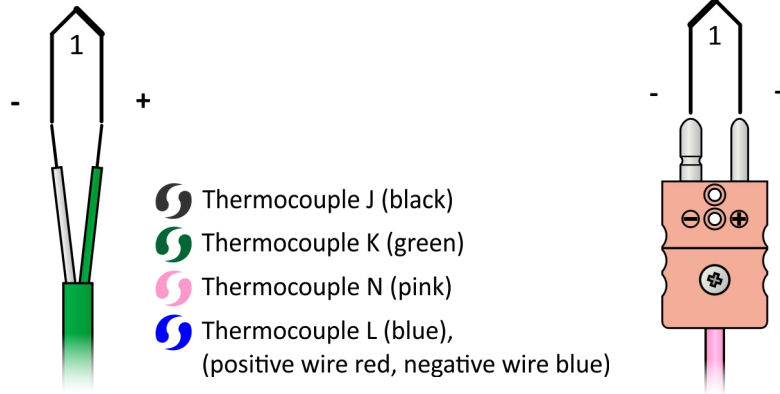 1
1
-
+
-
-
Thermocouple J (black)
Thermocouple K (green)
Thermocouple N (pink)
Thermocouple L (blue),
(positive wire red, negative wire blue)